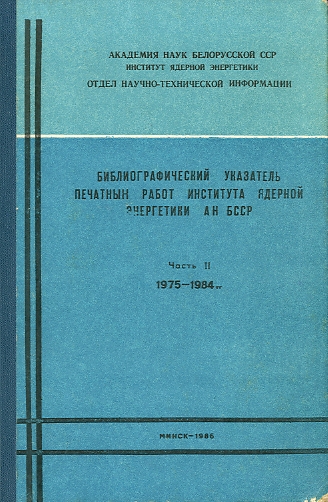 АКАДЕМИЯ НАУК БЕЛОРУССКОЙ ССР
ИНСТИТУТ ЯДЕРНОЙ ЭНЕРГЕТИКИ
ОТДЕЛ НАУЧНО-ТЕХНИЧЕСКОЙ ИНФОРМАЦИИ
БИБЛИОГРАФИЧЕСКИЙ УКАЗАТЕЛЬ
ПЕЧАТНЫХ РАБОТ ИНСТИТУТА ЯДЕРНОЙ
ЭНЕРГЕТИКИ АН БССР
Часть II
1975-1984 гг.
МИНСК-1986